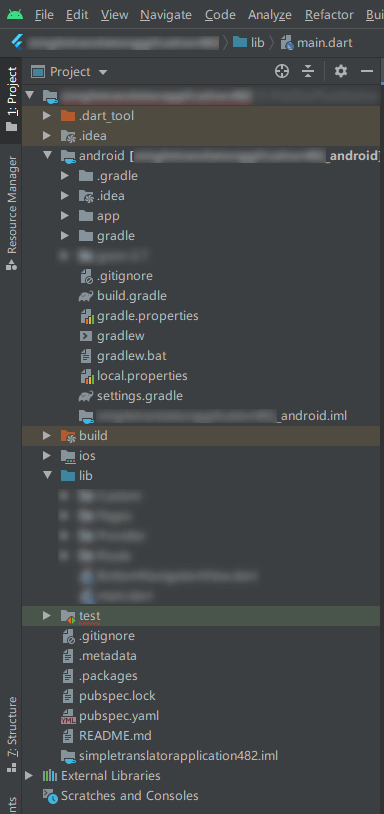 File Edit View Navigate Code Analyze Refactor Bui
lib main.dart
1: Project
Project
.dart_tool
.idea
android [ _android]
.gradle
.idea
app
gradle
.gitignore
build.gradle
gradle.properties
gradlew
gradlew.bat
local.properties
settings.gradle
_android.iml
build
ios
lib
test
.gitignore
.metadata
.packages
pubspec.lock
pubspec.yaml
README.md
simpletranslatorapplication482.iml
External Libraries
Scratches and Consoles
Resource Manager
7: Structure
nts